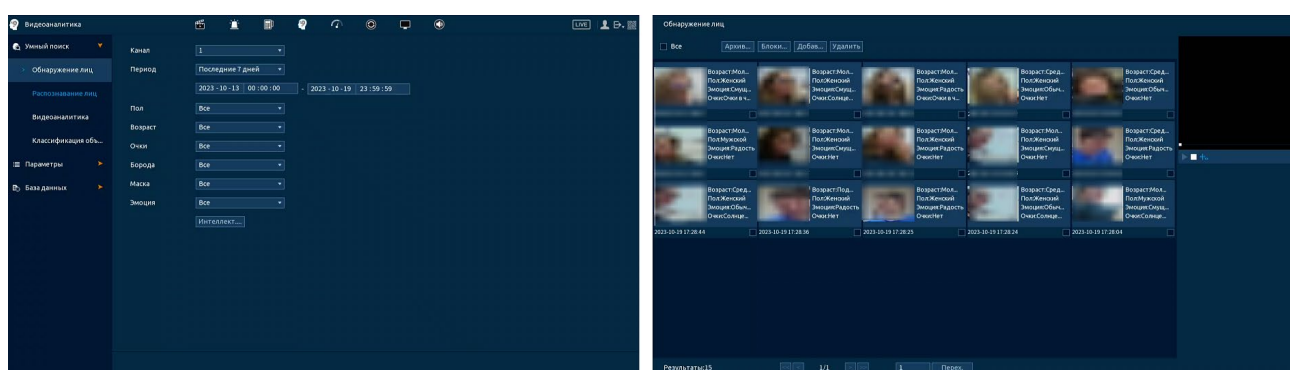 Видеоаналитика
LIVE
Умный поиск
Обнаружение лиц
Распознавание лиц
Видеоаналитика
Классификация объ...
Параметры
База данных
Канал 1
Период Последние 7 дней
2023 - 10 - 13 00 : 00 : 00 - 2023 - 10 - 19 23 : 59 : 59
Пол Все
Возраст Все
Очки Все
Борода Все
Маска Все
Эмоция Все
Интеллект....
Обнаружение лиц
Все Архив... Блоки... Добав... Удалить
Возраст:Мол...
Пол:Женский
Эмоция:Смущ...
Очки:Очки в ч...
Возраст:Мол...
Пол:Женский
Эмоция:Смущ...
Очки:Солнце...
Возраст:Мол...
Пол:Женский
Эмоция:Радость
Очки:Очки в ч...
Возраст:Сред...
Пол:Женский
Эмоция:Обыч...
Очки:Нет
Возраст:Сред...
Пол:Женский
Эмоция:Обыч...
Очки:Нет
Возраст:Мол...
Пол:Мужской
Эмоция:Радость
Очки:Нет
Возраст:Мол...
Пол:Женский
Эмоция:Смущ...
Очки:Нет
Возраст:Мол...
Пол:Женский
Эмоция:Радость
Очки:Нет
Возраст:Мол...
Пол:Женский
Эмоция:Смущ...
Очки:Нет
Возраст:Сред...
Пол:Женский
Эмоция:Радость
Очки:Нет
Возраст:Сред...
Пол:Женский
Эмоция:Обыч...
Очки:Солнце...
Возраст:Под...
Пол:Женский
Эмоция:Радость
Очки:Нет
Возраст:Мол...
Пол:Женский
Эмоция:Радость
Очки:Нет
Возраст:Сред...
Пол:Женский
Эмоция:Обыч...
Очки:Солнце...
Возраст:Мол...
Пол:Мужской
Эмоция:Смущ...
Очки:Солнце...
2023-10-19 17:28:44
2023-10-19 17:28:36
2023-10-19 17:28:25
2023-10-19 17:28:24
2023-10-19 17:28:04
Результаты:15 1/1 1 Перех.